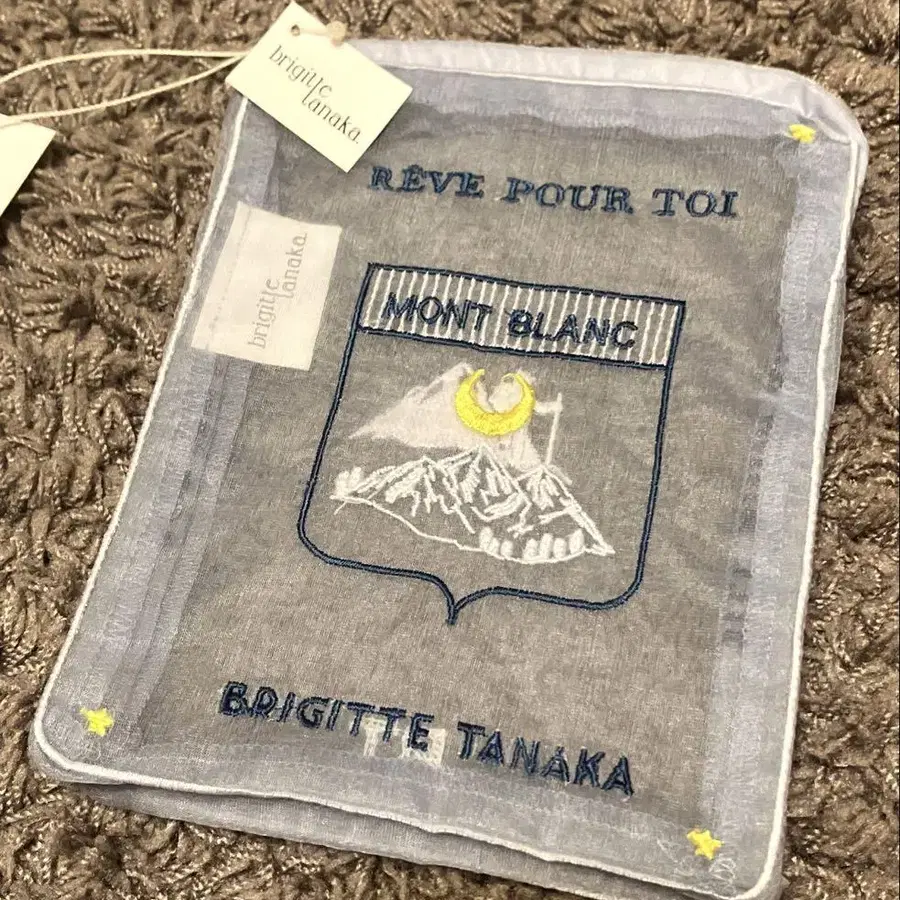 brigitte
tanaka.
RÊVE POUR TOI
brigitte
tanaka.
MONT BLANC
BRIGITTE TANAKA